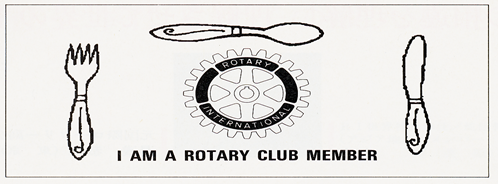 ROTARY
INTERNATIONAL
I AM A ROTARY CLUB MEMBER